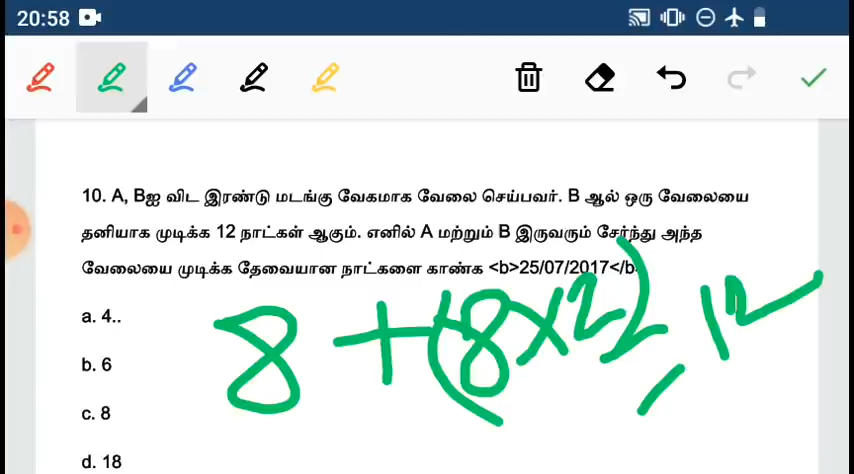 20:58
10. A, Bஐ விட இரண்டு மடங்கு வேகமாக வேலை செய்பவர். B ஆல் ஒரு வேலையை
தனியாக முடிக்க 12 நாட்கள் ஆகும். எனில் A மற்றும் B இருவரும் சேர்ந்து அந்த
வேலையை முடிக்க தேவையான நாட்களை காண்க <b>25/07/2017</b
a. 4..
8 + (8 x 2), 12
b. 6
c. 8
d. 18